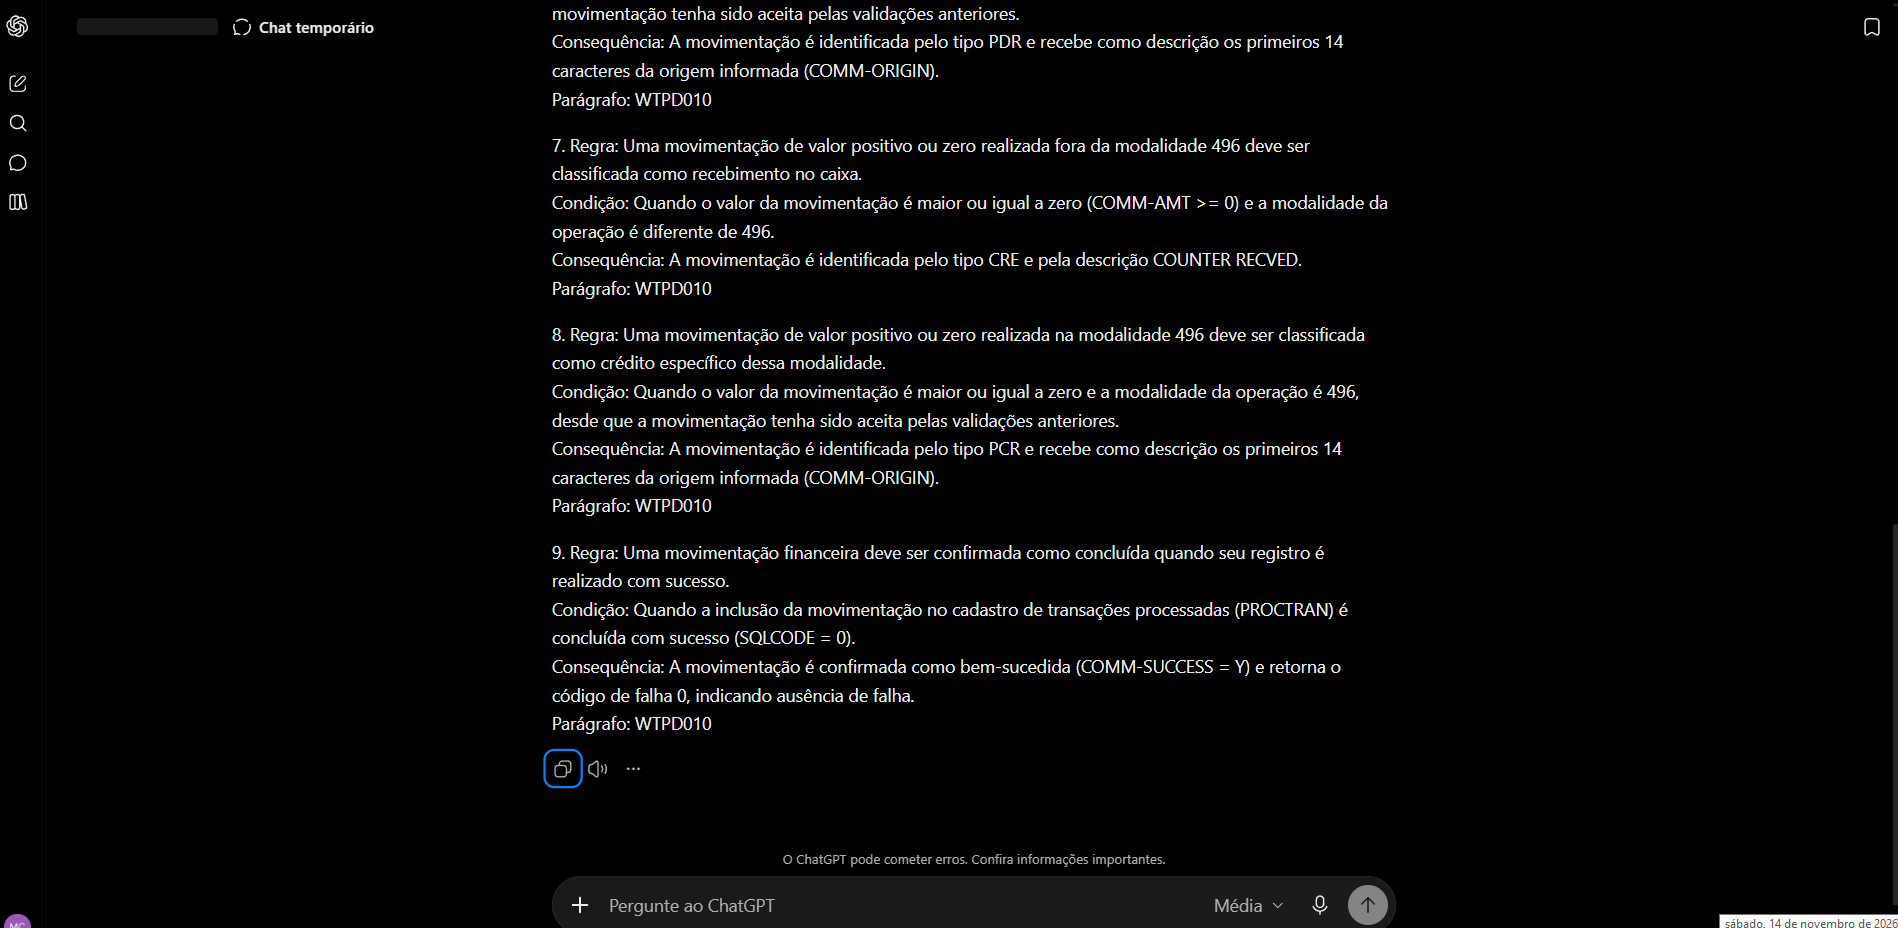 Chat temporário
movimentação tenha sido aceita pelas validações anteriores.
Consequência: A movimentação é identificada pelo tipo PDR e recebe como descrição os primeiros 14
caracteres da origem informada (COMM-ORIGIN).
Parágrafo: WTPD010
7. Regra: Uma movimentação de valor positivo ou zero realizada fora da modalidade 496 deve ser
classificada como recebimento no caixa.
Condição: Quando o valor da movimentação é maior ou igual a zero (COMM-AMT >= 0) e a modalidade da
operação é diferente de 496.
Consequência: A movimentação é identificada pelo tipo CRE e pela descrição COUNTER RECVED.
Parágrafo: WTPD010
8. Regra: Uma movimentação de valor positivo ou zero realizada na modalidade 496 deve ser classificada
como crédito específico dessa modalidade.
Condição: Quando o valor da movimentação é maior ou igual a zero e a modalidade da operação é 496,
desde que a movimentação tenha sido aceita pelas validações anteriores.
Consequência: A movimentação é identificada pelo tipo PCR e recebe como descrição os primeiros 14
caracteres da origem informada (COMM-ORIGIN).
Parágrafo: WTPD010
9. Regra: Uma movimentação financeira deve ser confirmada como concluída quando seu registro é
realizado com sucesso.
Condição: Quando a inclusão da movimentação no cadastro de transações processadas (PROCTRAN) é
concluída com sucesso (SQLCODE = 0).
Consequência: A movimentação é confirmada como bem-sucedida (COMM-SUCCESS = Y) e retorna o
código de falha 0, indicando ausência de falha.
Parágrafo: WTPD010
O ChatGPT pode cometer erros. Confira informações importantes.
Pergunte ao ChatGPT
Média
MC
sábado, 14 de novembro de 2026